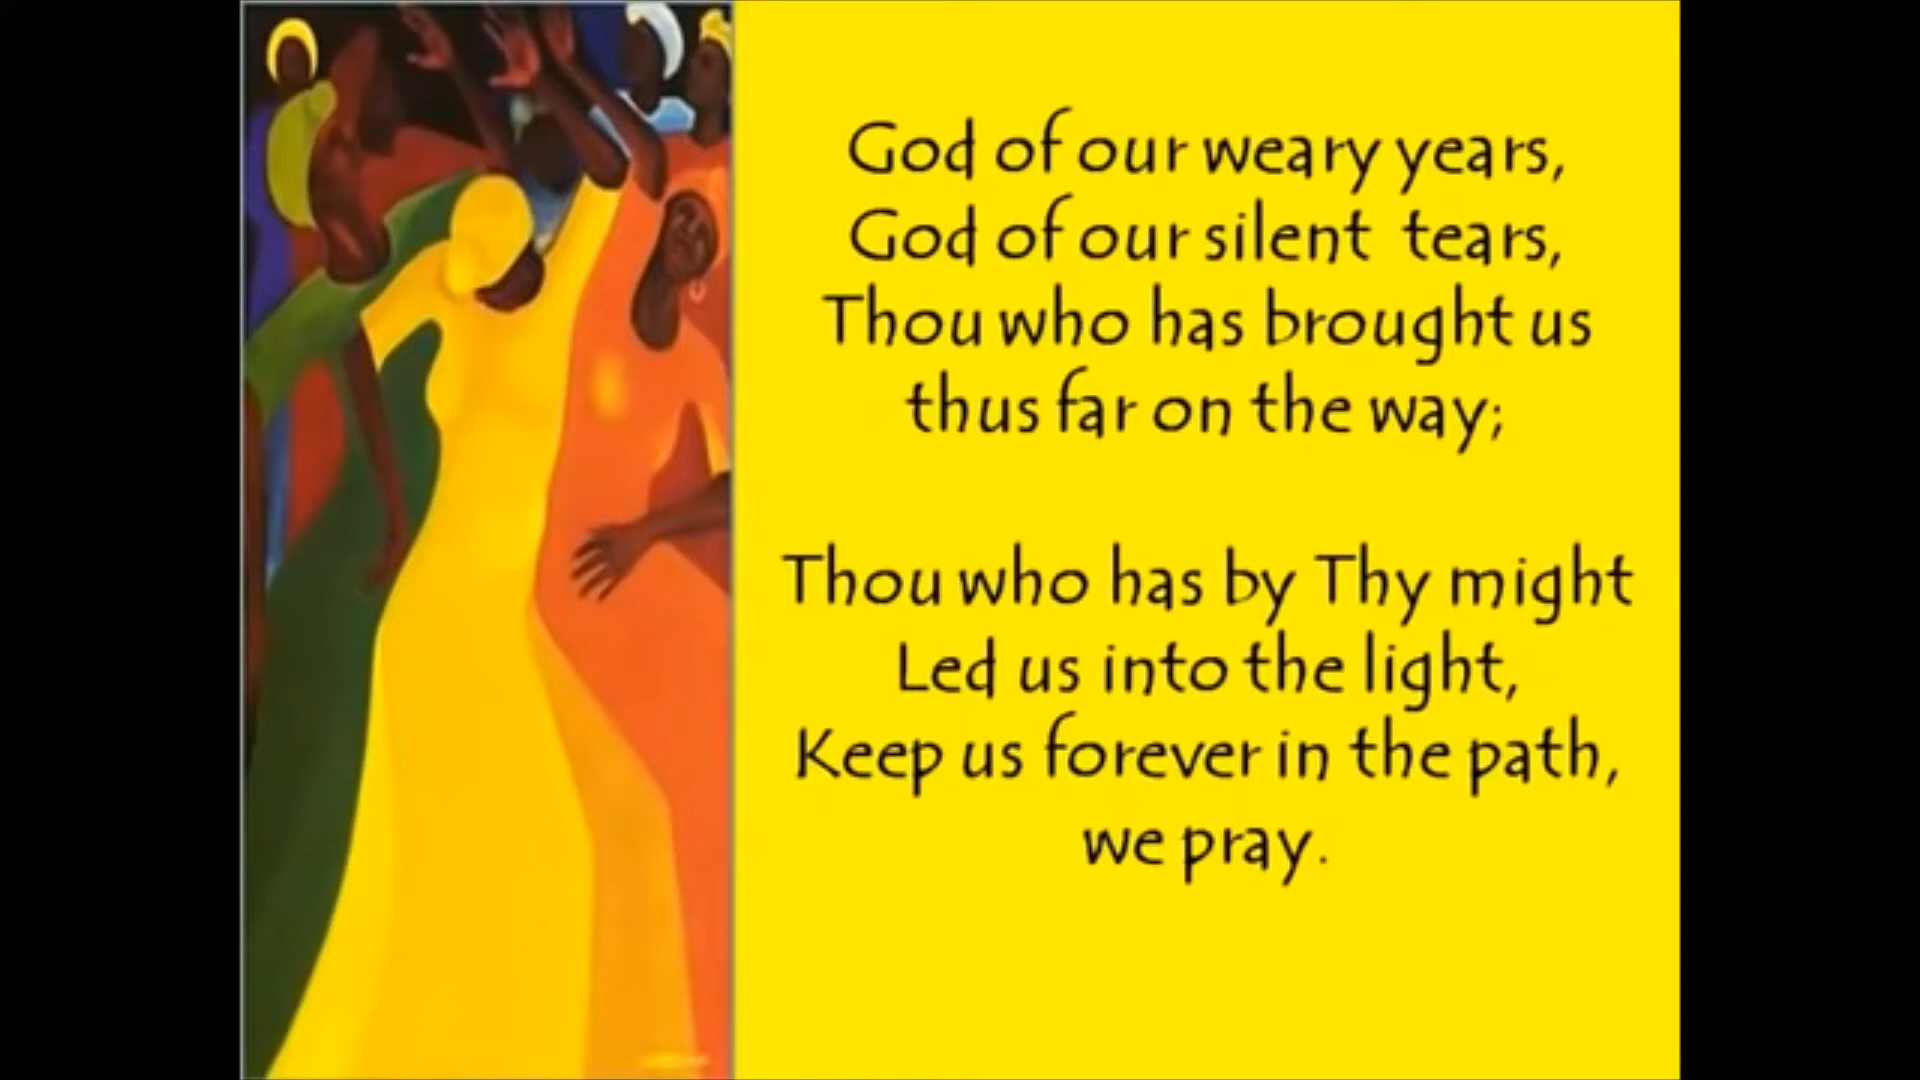 God of our weary years,
God of our silent tears,
Thou who has brought us
thus far on the way;
Thou who has by Thy might
Led us into the light,
Keep us forever in the path,
we pray.